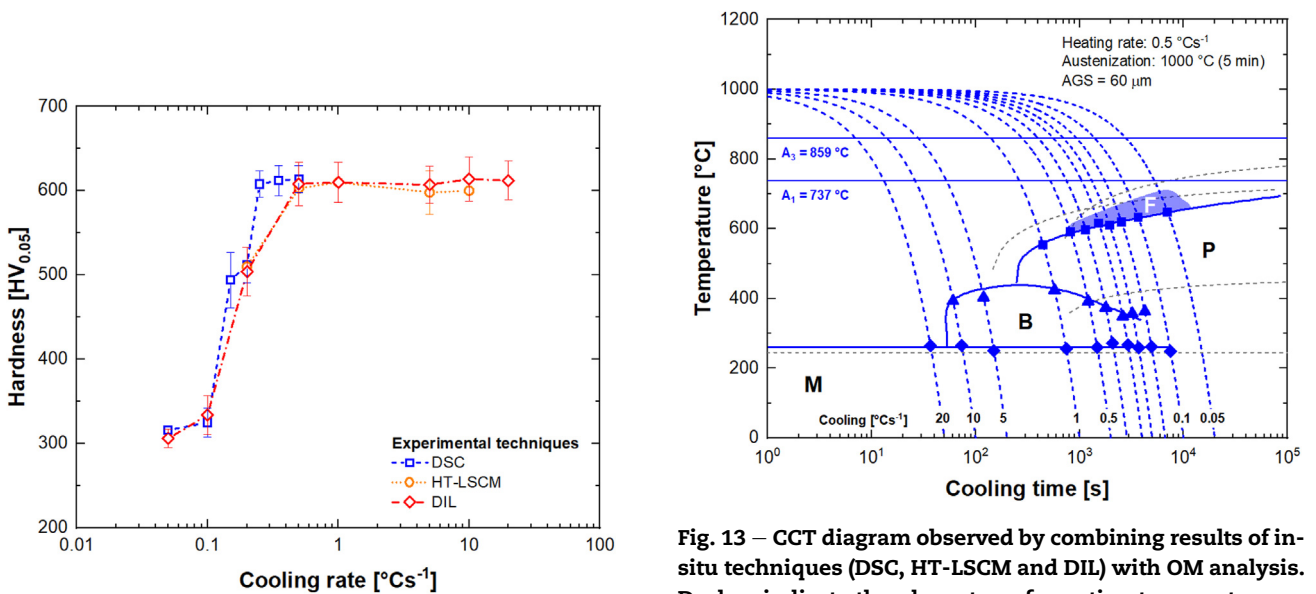 700
600
500
400
300
200
Hardness [HV0.05]
Experimental techniques
DSC
HT-LSCM
DIL
0.01
0.1
1
10
100
Cooling rate [°Cs-1]
1200
1000
800
600
400
200
0
Temperature [°C]
Heating rate: 0.5 °Cs-1
Austenization: 1000 °C (5 min)
AGS = 60 μm
A3 = 859 ºC
A1 = 737 ºC
F
P
B
M
Cooling [°Cs-1] 20 10 5 1 0.5 0.1 0.05
10^0 10^1 10^2 10^3 10^4 10^5
Cooling time [s]
Fig. 13 – CCT diagram observed by combining results of in-
situ techniques (DSC, HT-LSCM and DIL) with OM analysis.